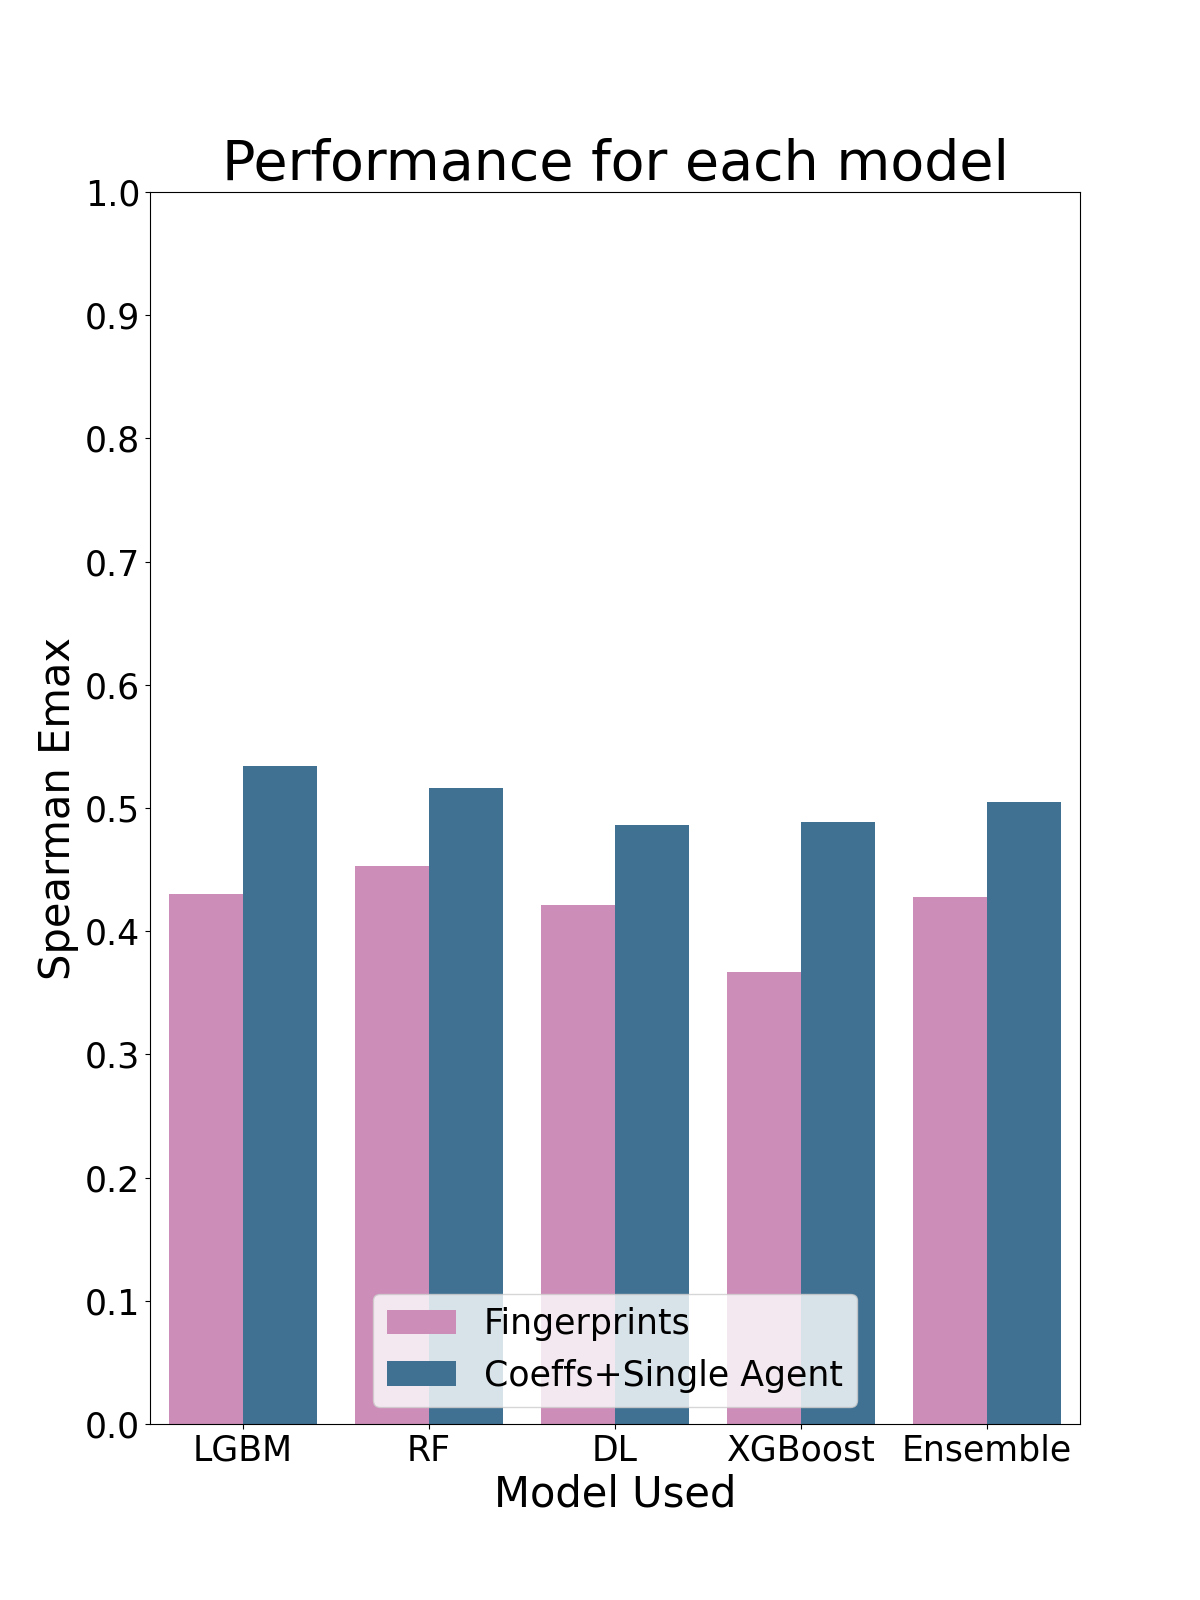 Performance for each model
1.0
0.9
0.8
0.7
0.6
0.5
0.4
0.3
0.2
0.1
0.0
Spearman Emax
Fingerprints
Coeffs+Single Agent
LGBM RF DL XGBoost Ensemble
Model Used